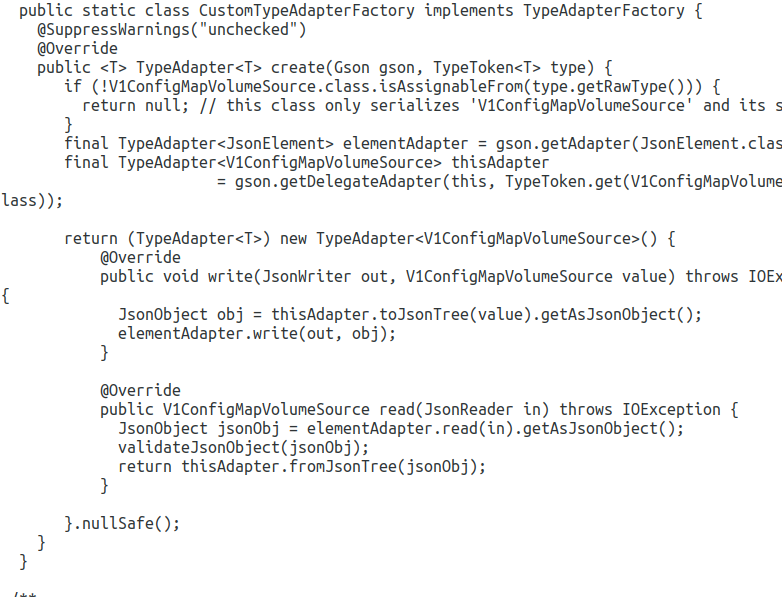 public static class CustomTypeAdapterFactory implements TypeAdapterFactory {
@SuppressWarnings("unchecked")
@Override
public <T> TypeAdapter<T> create(Gson gson, TypeToken<T> type) {
if (!V1ConfigMapVolumeSource.class.isAssignableFrom(type.getRawType())) {
return null; // this class only serializes 'V1ConfigMapVolumeSource' and its s
}
final TypeAdapter<JsonElement> elementAdapter = gson.getAdapter(JsonElement.clas
final TypeAdapter<V1ConfigMapVolumeSource> thisAdapter
= gson.getDelegateAdapter(this, TypeToken.get(V1ConfigMapVolume
lass));
return (TypeAdapter<T>) new TypeAdapter<V1ConfigMapVolumeSource>() {
@Override
public void write(JsonWriter out, V1ConfigMapVolumeSource value) throws IOEx
{
JsonObject obj = thisAdapter.toJsonTree(value).getAsJsonObject();
elementAdapter.write(out, obj);
}
@Override
public V1ConfigMapVolumeSource read(JsonReader in) throws IOException {
JsonObject jsonObj = elementAdapter.read(in).getAsJsonObject();
validateJsonObject(jsonObj);
return thisAdapter.fromJsonTree(jsonObj);
}
}.nullSafe();
}
}
/**